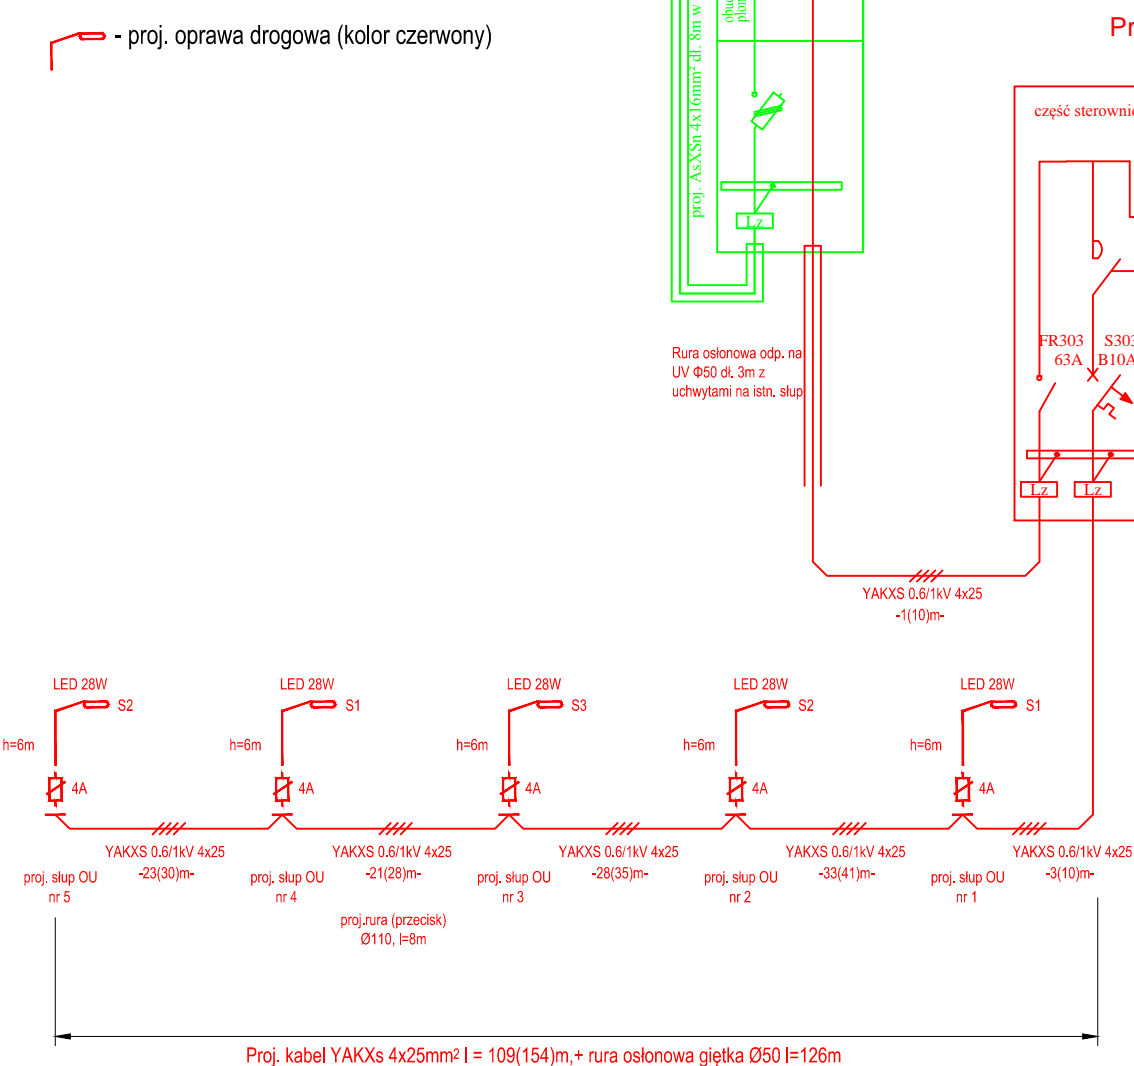 - proj. oprawa drogowa (kolor czerwony)
proj. AsXSn 4x16mm² dł. 8m w
Lz
Rura osłonowa odp. na
UV Φ50 dł. 3m z
uchwytami na istn. słup
część sterownic
FR303
63A
S303
B10A
Lz
Lz
YAKXS 0.6/1kV 4x25
-1(10)m-
LED 28W
S2
h=6m
4A
LED 28W
S1
h=6m
4A
LED 28W
S3
h=6m
4A
LED 28W
S2
h=6m
4A
LED 28W
S1
h=6m
4A
YAKXS 0.6/1kV 4x25
-23(30)m-
YAKXS 0.6/1kV 4x25
-21(28)m-
YAKXS 0.6/1kV 4x25
-28(35)m-
YAKXS 0.6/1kV 4x25
-33(41)m-
YAKXS 0.6/1kV 4x25
-3(10)m-
proj. słup OU
nr 5
proj. słup OU
nr 4
proj. słup OU
nr 3
proj. słup OU
nr 2
proj. słup OU
nr 1
proj.rura (przecisk)
Ø110, l=8m
Proj. kabel YAKXs 4x25mm² l = 109(154)m,+ rura osłonowa giętka Ø50 l=126m